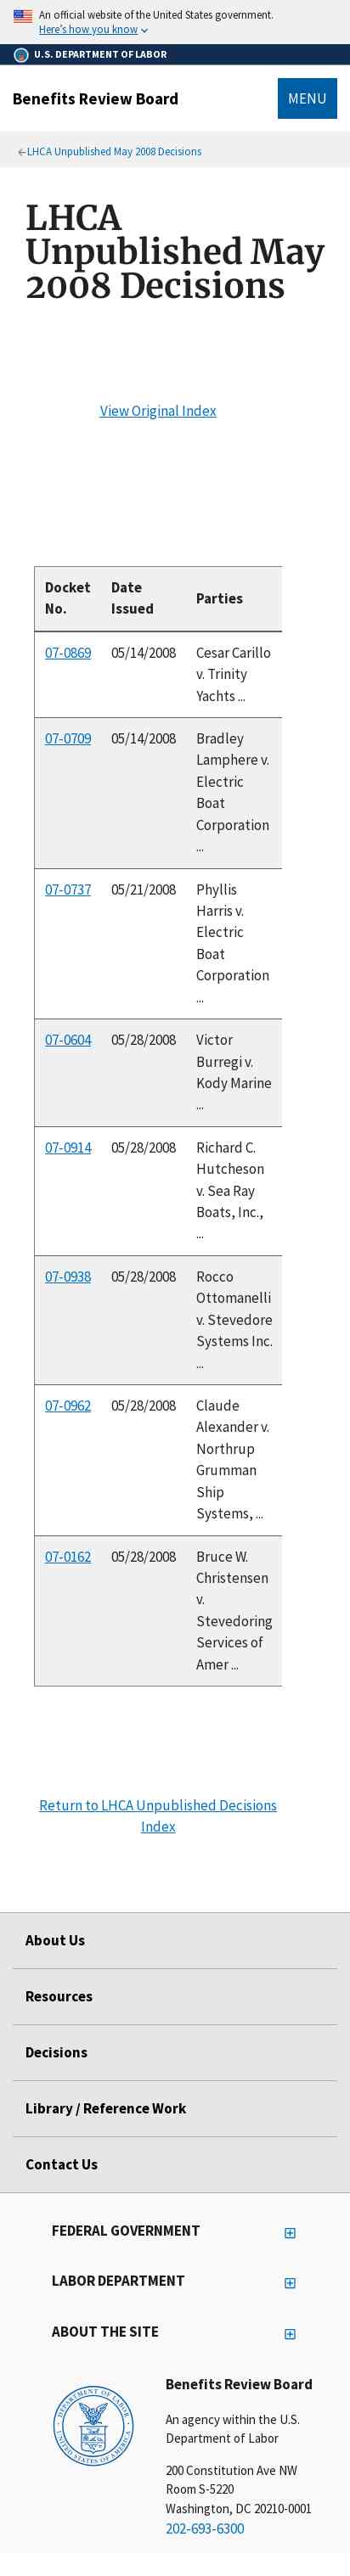 An official website of the United States government.
Here's how you know
U.S. DEPARTMENT OF LABOR
Benefits Review Board
MENU
LHCA Unpublished May 2008 Decisions
LHCA
Unpublished May
2008 Decisions
View Original Index
Docket No. Date Issued Parties
07-0869 05/14/2008 Cesar Carillo
v. Trinity
Yachts ...
07-0709 05/14/2008 Bradley
Lamphere v.
Electric
Boat
Corporation
...
07-0737 05/21/2008 Phyllis
Harris v.
Electric
Boat
Corporation
...
07-0604 05/28/2008 Victor
Burregi v.
Kody Marine
...
07-0914 05/28/2008 Richard C.
Hutcheson
v. Sea Ray
Boats, Inc.,
...
07-0938 05/28/2008 Rocco
Ottomanelli
v. Stevedore
Systems Inc.
...
07-0962 05/28/2008 Claude
Alexander v.
Northrup
Grumman
Ship
Systems, ...
07-0162 05/28/2008 Bruce W.
Christensen
v.
Stevedoring
Services of
Amer ...
Return to LHCA Unpublished Decisions
Index
About Us
Resources
Decisions
Library / Reference Work
Contact Us
FEDERAL GOVERNMENT
LABOR DEPARTMENT
ABOUT THE SITE
DEPARTMENT OF LABOR
UNITED STATES OF AMERICA
Benefits Review Board
An agency within the U.S.
Department of Labor
200 Constitution Ave NW
Room S-5220
Washington, DC 20210-0001
202-693-6300